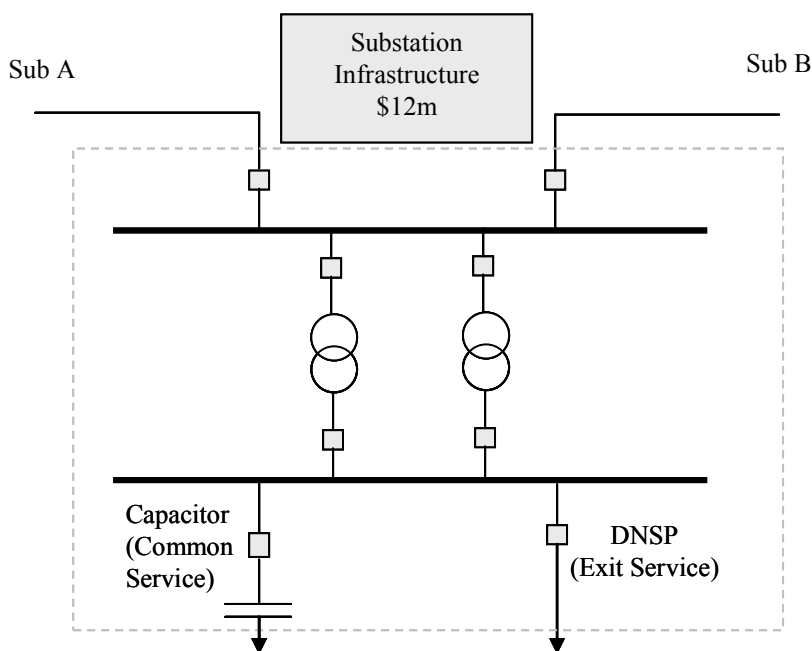 Sub A
Substation
Infrastructure
$12m
Sub B
Capacitor
(Common
Service)
DNSP
(Exit Service)